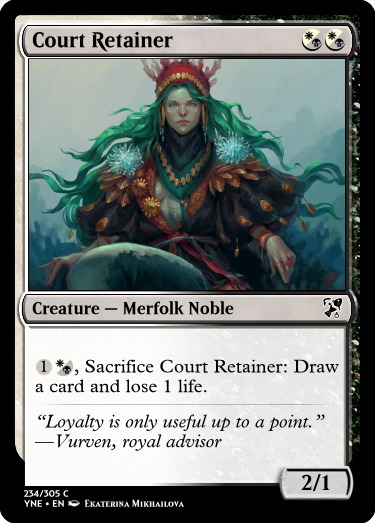 Court Retainer
Creature — Merfolk Noble
1 , Sacrifice Court Retainer: Draw
a card and lose 1 life.
“Loyalty is only useful up to a point.”
—Vurven, royal advisor
2/1
234/305 C
YNE • EN Ekaterina Mikhailova